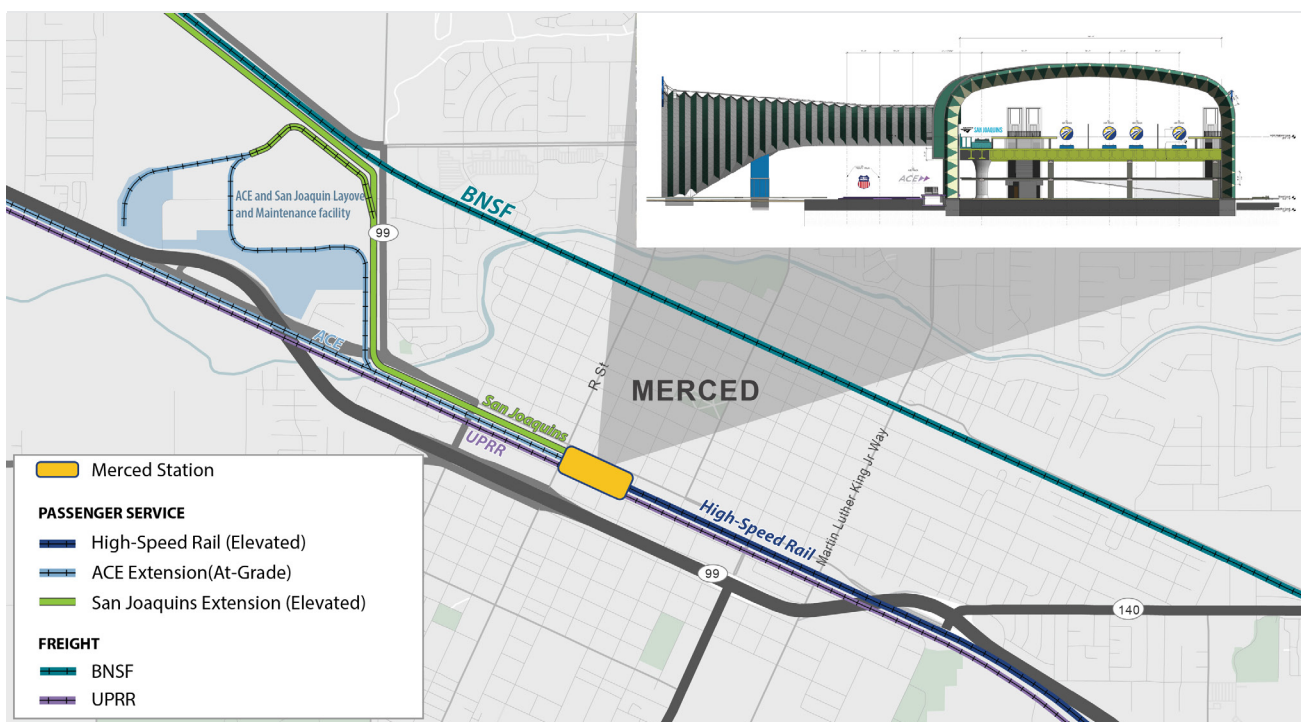 SAN JOAQUINS
ACE
BNSF
ACE and San Joaquin Layove
and Maintenance facility
99
ACE
R St
MERCED
San Joaquins
UPRR
High-Speed Rail
Martin Luther King Jr Way
99
140
Merced Station
PASSENGER SERVICE
High-Speed Rail (Elevated)
ACE Extension(At-Grade)
San Joaquins Extension (Elevated)
FREIGHT
BNSF
UPRR